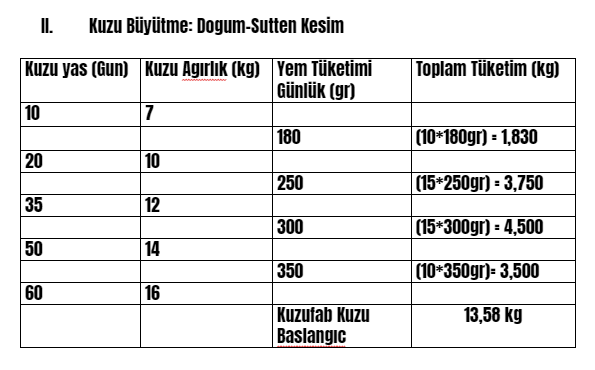 II. Kuzu Büyütme: Dogum-Sutten Kesim
Kuzu yas (Gun) Kuzu Agırlık (kg) Yem Tüketimi Günlük (gr) Toplam Tüketim (kg)
10 7
180 (10*180gr) = 1,830
20 10
250 (15*250gr) = 3,750
35 12
300 (15*300gr) = 4,500
50 14
350 (10*350gr)= 3,500
60 16
Kuzufab Kuzu Baslangıc 13,58 kg